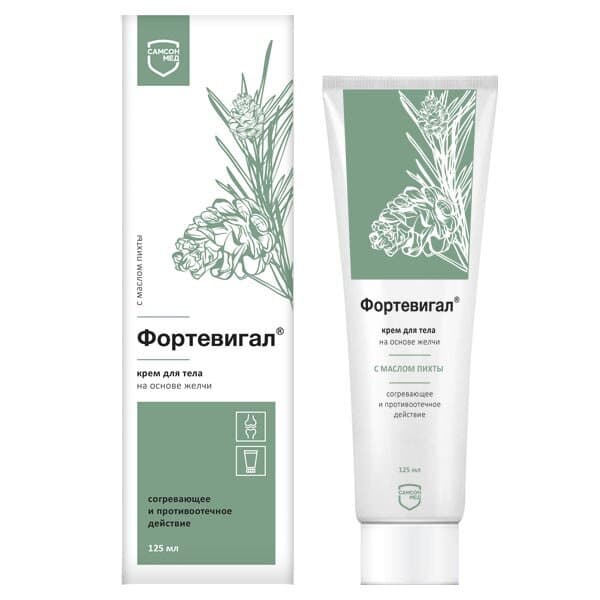 САМСОН
МЕД
с маслом пихты
Фортевигал®
крем для тела
на основе желчи
согревающее
и противоотечное
действие
125 мл
Фортевигал®
крем для тела
на основе желчи
С МАСЛОМ ПИХТЫ
согревающее
и противоотечное
действие
125 мл
САМСОН
МЕД